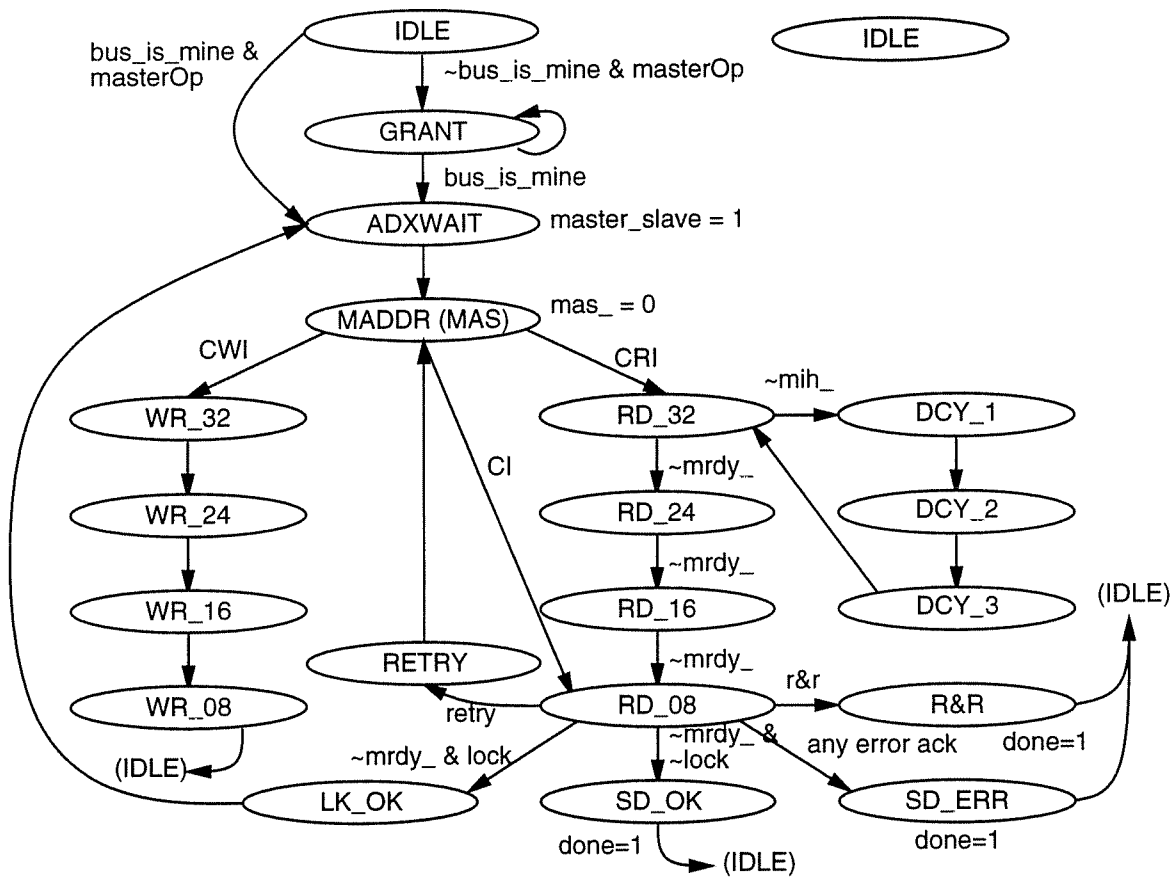 IDLE
IDLE
bus_is_mine &
masterOp
~bus_is_mine & masterOp
GRANT
bus_is_mine
ADXWAIT
master_slave = 1
MADDR (MAS)
mas_ = 0
CWI
CRI
~mih_
WR_32
RD_32
DCY_1
CI
~mrdy_
WR_24
RD_24
DCY_2
~mrdy_
WR_16
RD_16
DCY_3
(IDLE)
RETRY
~mrdy_
r&r
WR_08
retry
RD_08
R&R
~mrdy_ &
~lock
any error ack
done=1
(IDLE)
~mrdy_ & lock
LK_OK
SD_OK
SD_ERR
done=1
done=1
(IDLE)